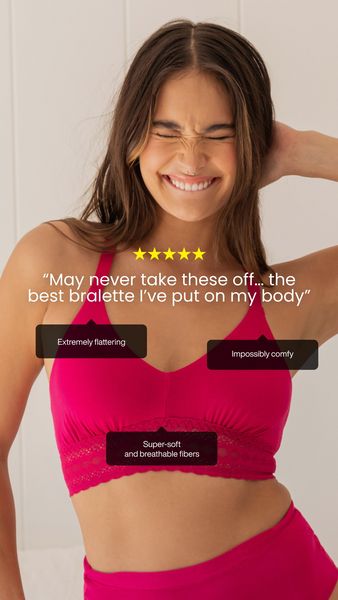 “May never take these off... the
best bralette I’ve put on my body”
Extremely flattering
Impossibly comfy
Super-soft
and breathable fibers